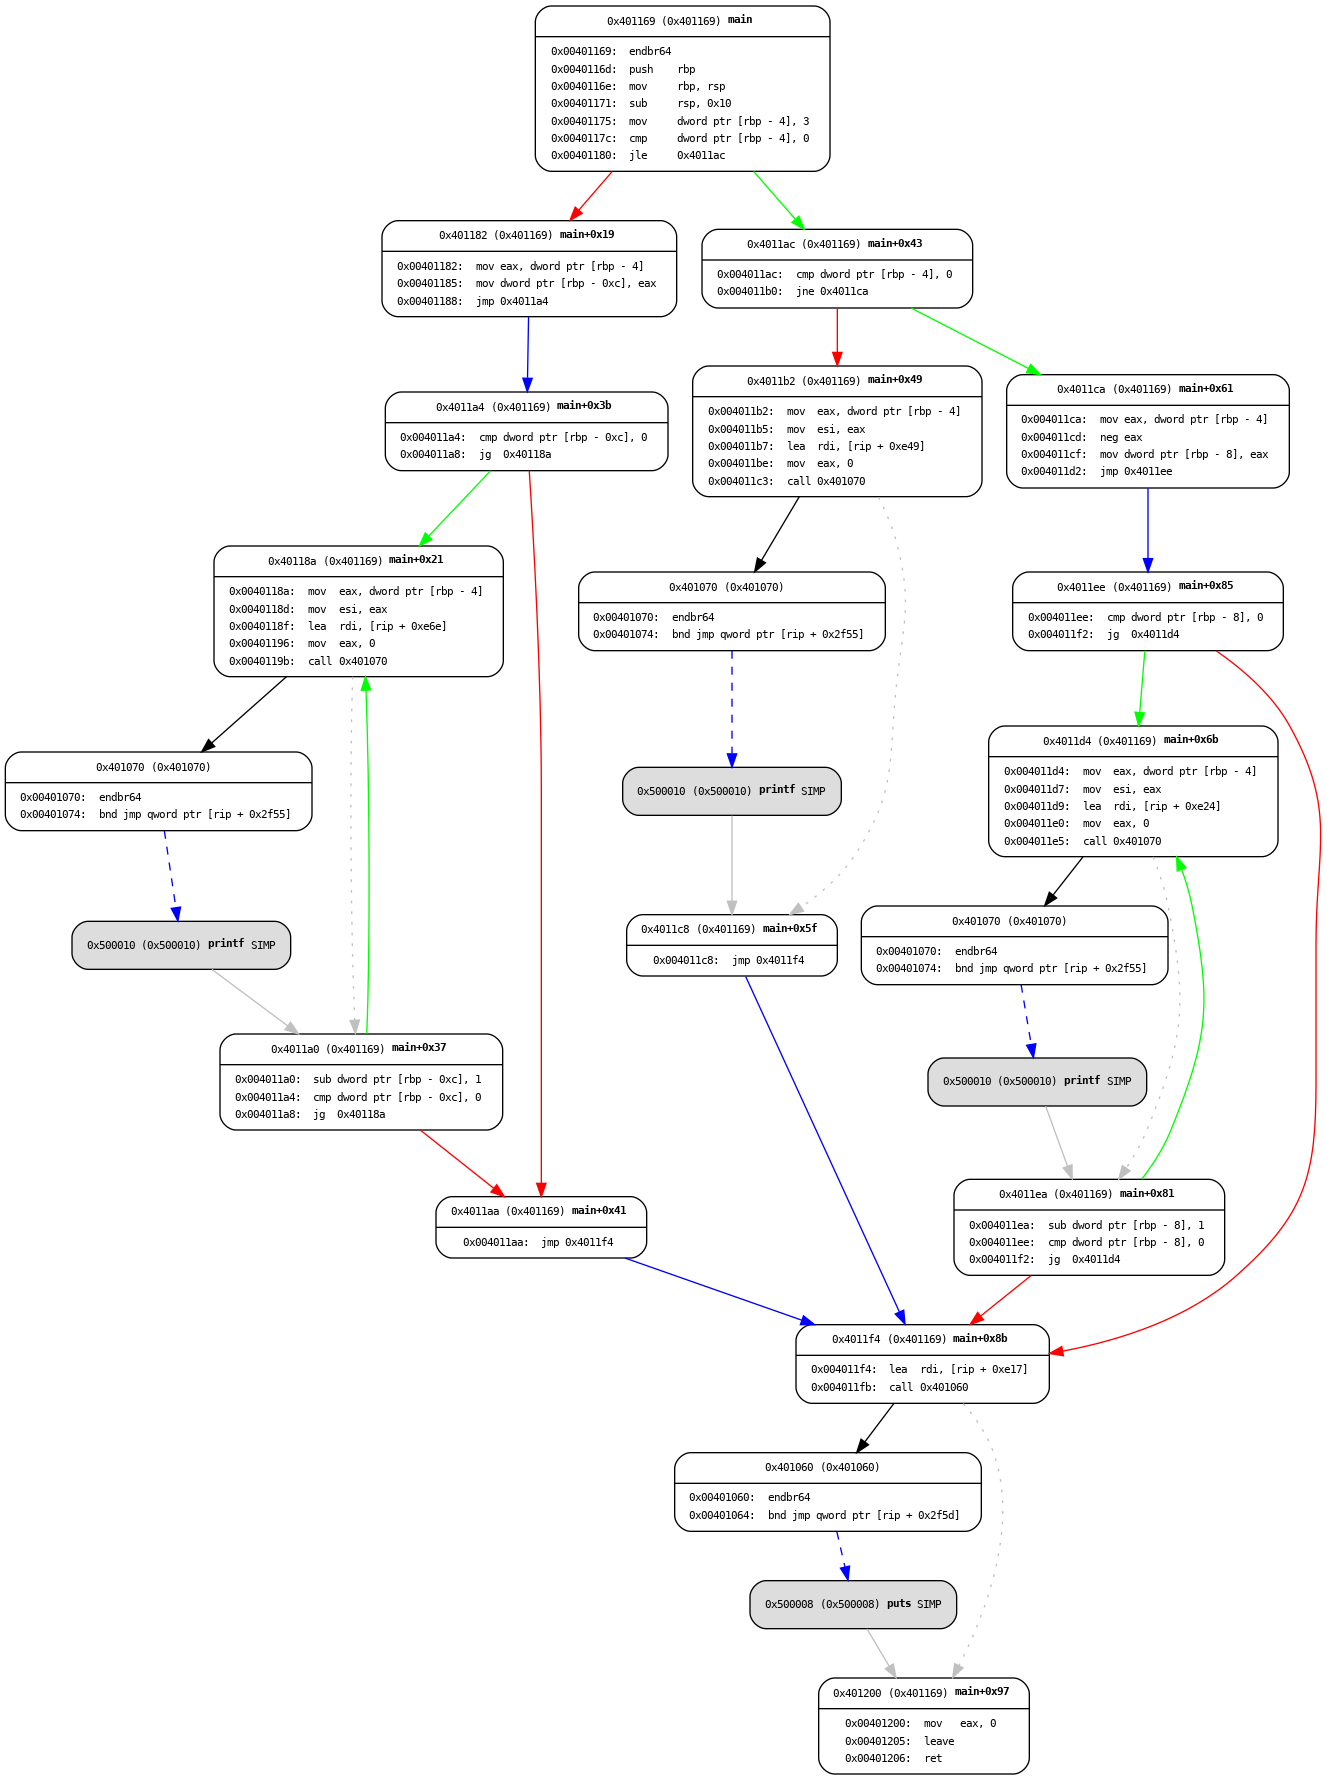 0x401169 (0x401169) main
0x00401169:  endbr64
0x0040116d:  push    rbp
0x0040116e:  mov     rbp, rsp
0x00401171:  sub     rsp, 0x10
0x00401175:  mov     dword ptr [rbp - 4], 3
0x0040117c:  cmp     dword ptr [rbp - 4], 0
0x00401180:  jle     0x4011ac
0x401182 (0x401169) main+0x19
0x00401182:  mov eax, dword ptr [rbp - 4]
0x00401185:  mov dword ptr [rbp - 0xc], eax
0x00401188:  jmp 0x4011a4
0x4011ac (0x401169) main+0x43
0x004011ac:  cmp dword ptr [rbp - 4], 0
0x004011b0:  jne 0x4011ca
0x4011a4 (0x401169) main+0x3b
0x004011a4:  cmp dword ptr [rbp - 0xc], 0
0x004011a8:  jg  0x40118a
0x4011b2 (0x401169) main+0x49
0x004011b2:  mov  eax, dword ptr [rbp - 4]
0x004011b5:  mov  esi, eax
0x004011b7:  lea  rdi, [rip + 0xe49]
0x004011be:  mov  eax, 0
0x004011c3:  call 0x401070
0x4011ca (0x401169) main+0x61
0x004011ca:  mov eax, dword ptr [rbp - 4]
0x004011cd:  neg eax
0x004011cf:  mov dword ptr [rbp - 8], eax
0x004011d2:  jmp 0x4011ee
0x40118a (0x401169) main+0x21
0x0040118a:  mov  eax, dword ptr [rbp - 4]
0x0040118d:  mov  esi, eax
0x0040118f:  lea  rdi, [rip + 0xe6e]
0x00401196:  mov  eax, 0
0x0040119b:  call 0x401070
0x401070 (0x401070)
0x00401070:  endbr64
0x00401074:  bnd jmp qword ptr [rip + 0x2f55]
0x4011ee (0x401169) main+0x85
0x004011ee:  cmp dword ptr [rbp - 8], 0
0x004011f2:  jg  0x4011d4
0x401070 (0x401070)
0x00401070:  endbr64
0x00401074:  bnd jmp qword ptr [rip + 0x2f55]
0x500010 (0x500010) printf SIMP
0x4011d4 (0x401169) main+0x6b
0x004011d4:  mov  eax, dword ptr [rbp - 4]
0x004011d7:  mov  esi, eax
0x004011d9:  lea  rdi, [rip + 0xe24]
0x004011e0:  mov  eax, 0
0x004011e5:  call 0x401070
0x500010 (0x500010) printf SIMP
0x4011c8 (0x401169) main+0x5f
0x004011c8:  jmp 0x4011f4
0x401070 (0x401070)
0x00401070:  endbr64
0x00401074:  bnd jmp qword ptr [rip + 0x2f55]
0x4011a0 (0x401169) main+0x37
0x004011a0:  sub dword ptr [rbp - 0xc], 1
0x004011a4:  cmp dword ptr [rbp - 0xc], 0
0x004011a8:  jg  0x40118a
0x500010 (0x500010) printf SIMP
0x4011aa (0x401169) main+0x41
0x004011aa:  jmp 0x4011f4
0x4011ea (0x401169) main+0x81
0x004011ea:  sub dword ptr [rbp - 8], 1
0x004011ee:  cmp dword ptr [rbp - 8], 0
0x004011f2:  jg  0x4011d4
0x4011f4 (0x401169) main+0x8b
0x004011f4:  lea  rdi, [rip + 0xe17]
0x004011fb:  call 0x401060
0x401060 (0x401060)
0x00401060:  endbr64
0x00401064:  bnd jmp qword ptr [rip + 0x2f5d]
0x500008 (0x500008) puts SIMP
0x401200 (0x401169) main+0x97
0x00401200:  mov   eax, 0
0x00401205:  leave
0x00401206:  ret